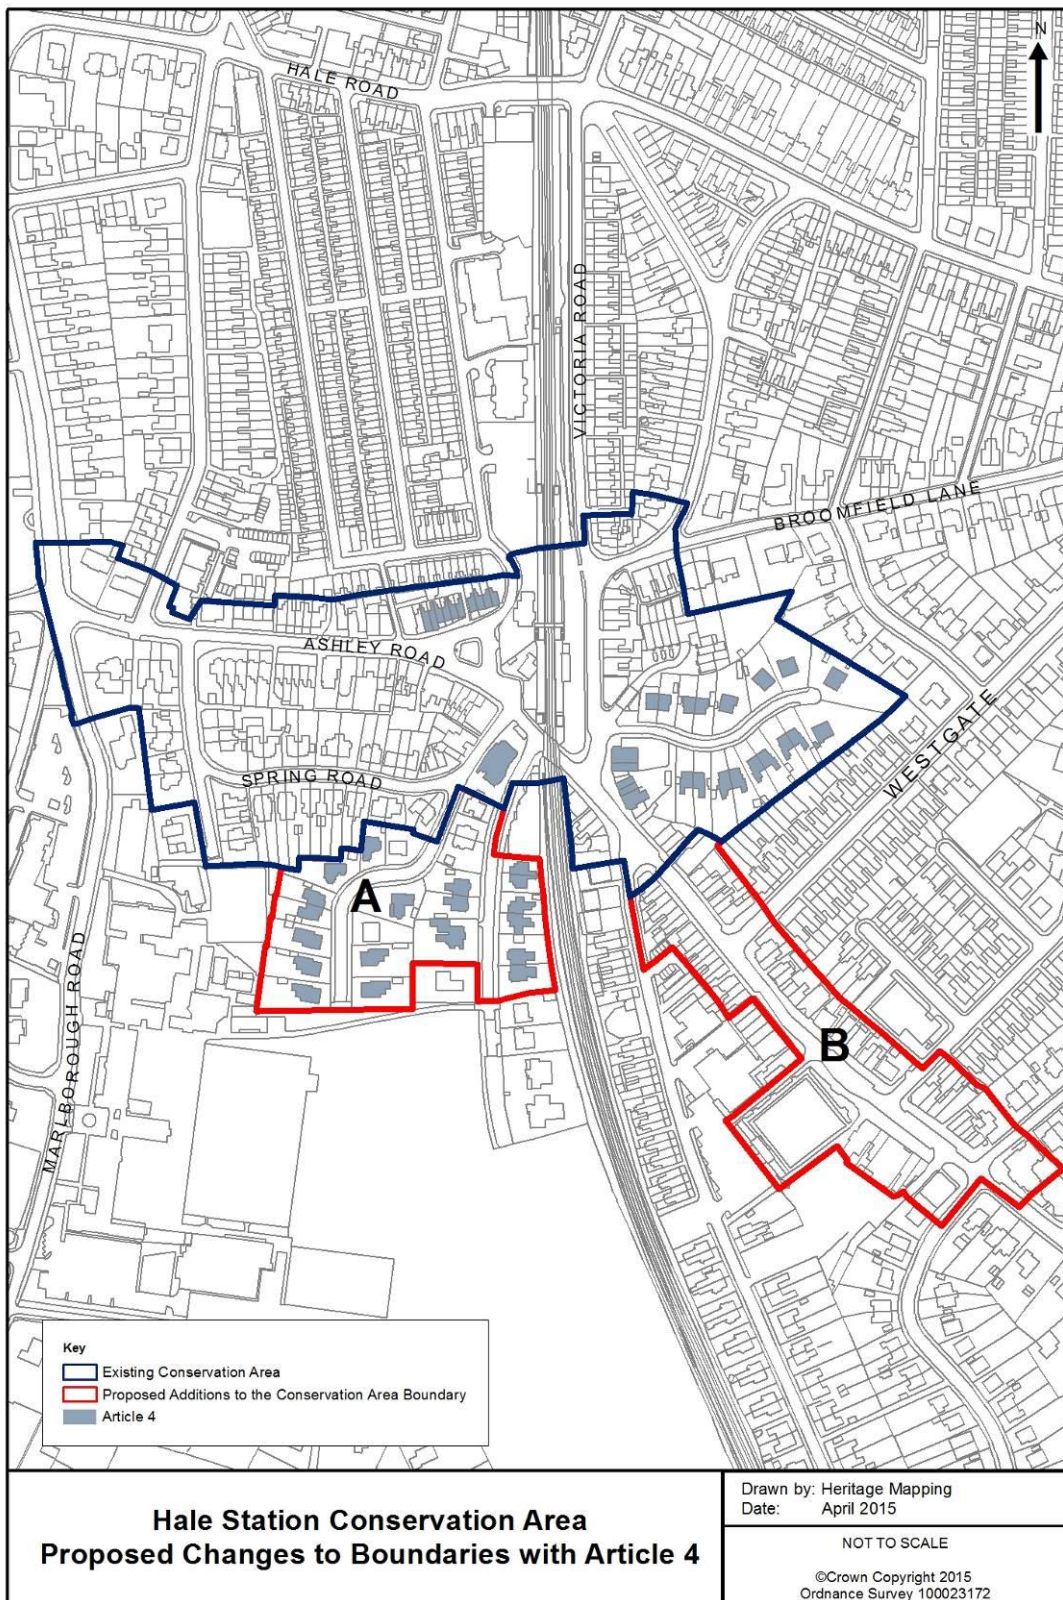 N
HALE ROAD
VICTORIA ROAD
BROOMFIELD LANE
ASHLEY ROAD
WESTGATE
SPRING ROAD
A
MARLBOROUGH ROAD
B
Key
Existing Conservation Area
Proposed Additions to the Conservation Area Boundary
Article 4
Hale Station Conservation Area
Proposed Changes to Boundaries with Article 4
Drawn by: Heritage Mapping
Date: April 2015
NOT TO SCALE
©Crown Copyright 2015
Ordnance Survey 100023172